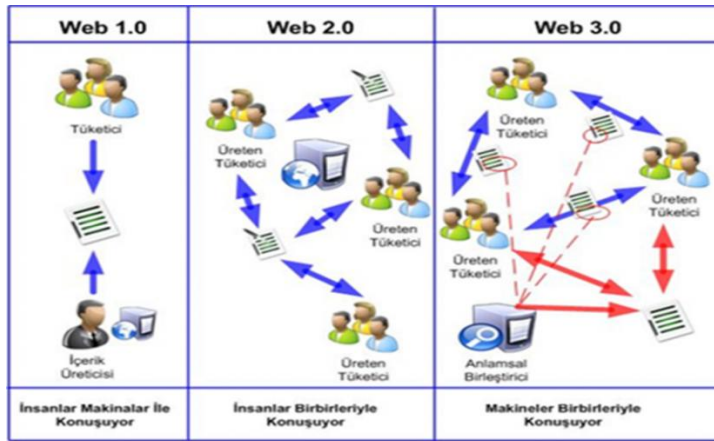 Web 1.0
Tüketici
İçerik
Üreticisi
İnsanlar Makinalar İle
Konuşuyor
Web 2.0
Üreten
Tüketici
Üreten
Tüketici
Üreten
Tüketici
İnsanlar Birbirleriyle
Konuşuyor
Web 3.0
Üreten
Tüketici
Üreten
Tüketici
Üreten
Tüketici
Anlamsal
Birleştirici
Makineler Birbirleriyle
Konuşuyor